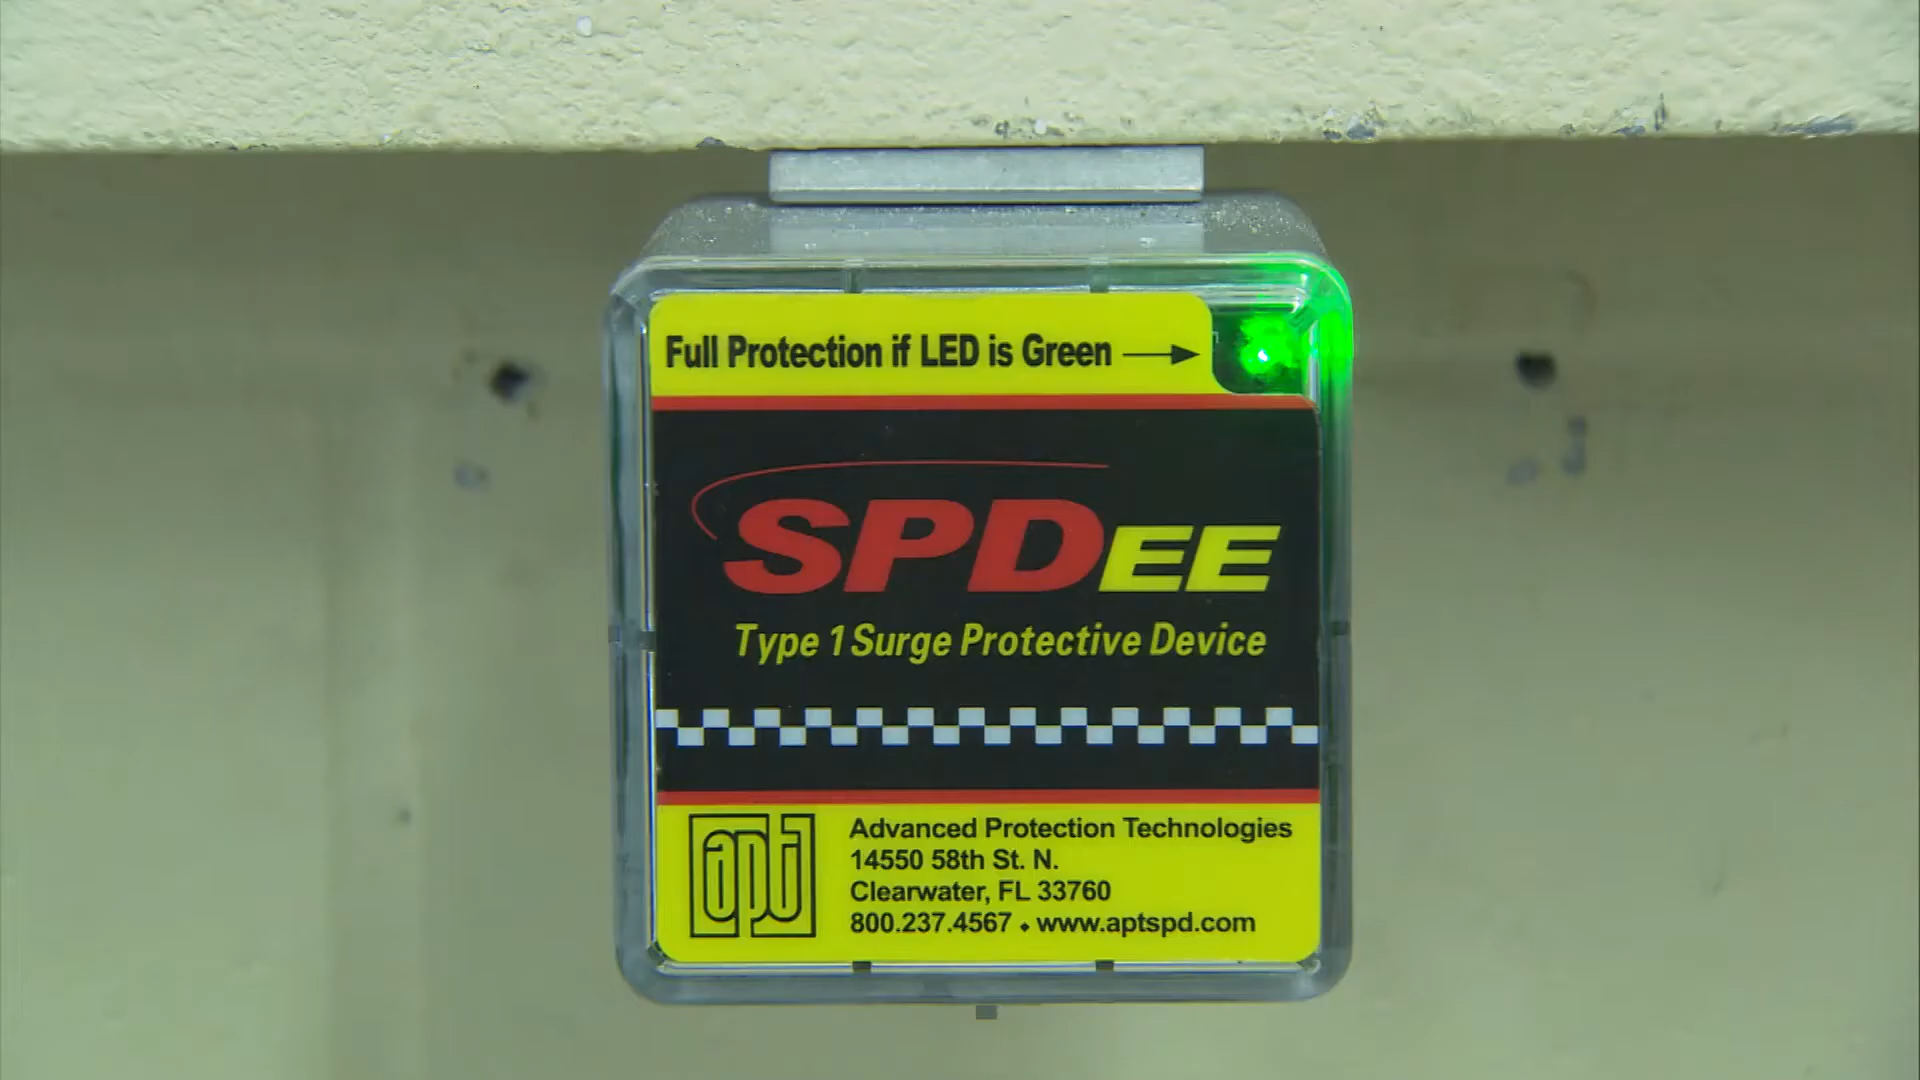 Full Protection if LED is Green
SPDEE
Type 1 Surge Protective Device
apt
Advanced Protection Technologies
14550 58th St. N.
Clearwater, FL 33760
800.237.4567 ⬥ www.aptspd.com